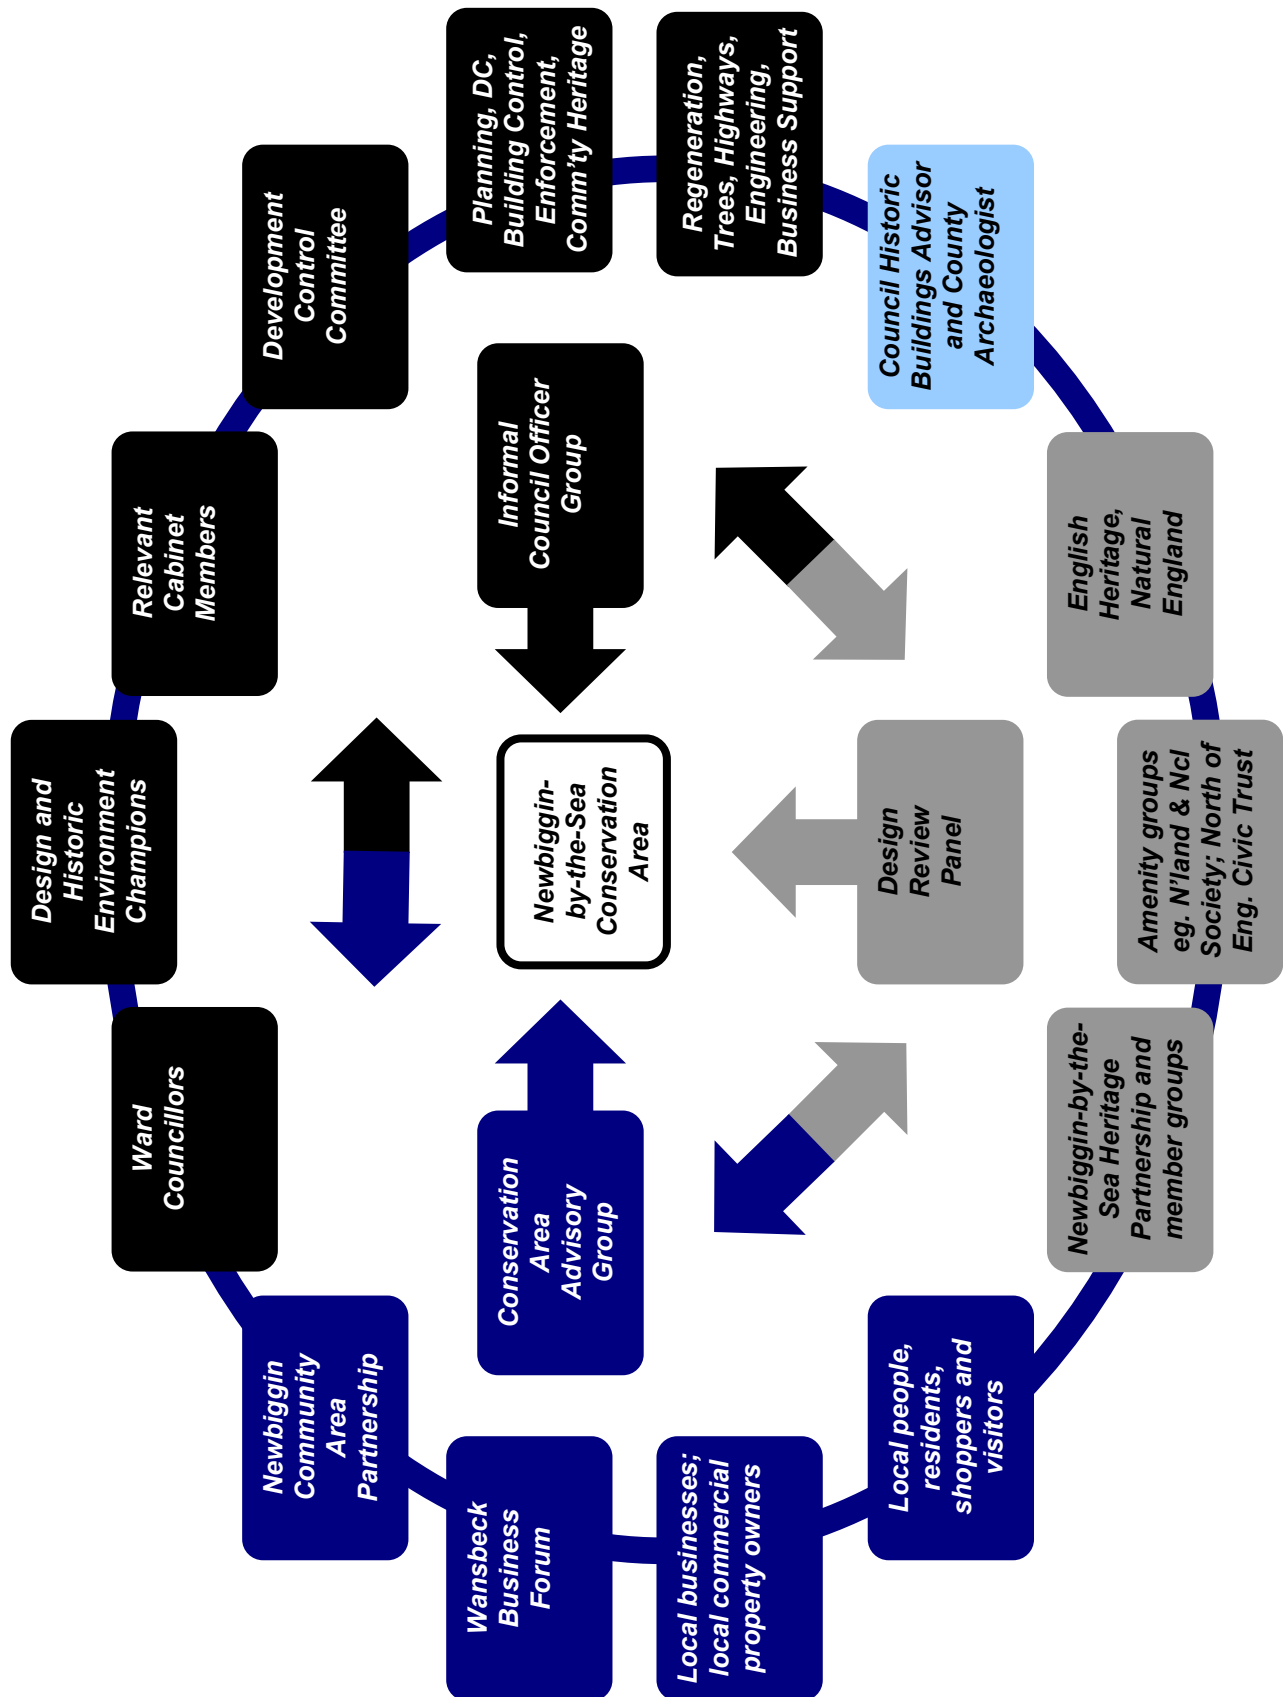 Design and
Historic
Environment
Champions
Relevant
Cabinet
Members
Development
Control
Committee
Planning, DC,
Building Control,
Enforcement,
Comm’ty Heritage
Regeneration,
Trees, Highways,
Engineering,
Business Support
Council Historic
Buildings Advisor
and County
Archaeologist
English
Heritage,
Natural
England
Amenity groups
eg. N’land & Ncl
Society; North of
Eng. Civic Trust
Newbiggin-by-the-
Sea Heritage
Partnership and
member groups
Local people,
residents,
shoppers and
visitors
Local businesses;
local commercial
property owners
Wansbeck
Business
Forum
Newbiggin
Community
Area
Partnership
Ward
Councillors
Conservation
Area
Advisory
Group
Newbiggin-
by-the-Sea
Conservation
Area
Informal
Council Officer
Group
Design
Review
Panel